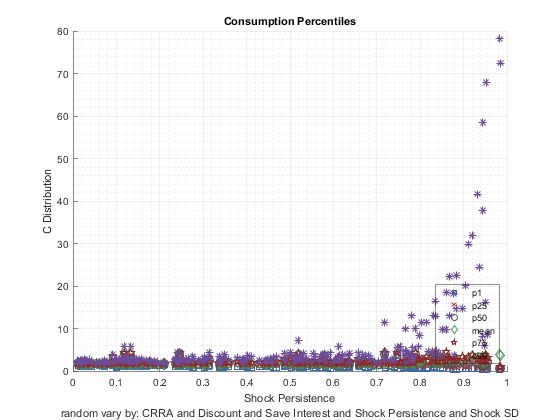 Consumption Percentiles
80
70
60
50
40
30
20
10
0
C Distribution
p1
p25
p50
mean
0
0.1
0.2
0.3
0.4
0.5
0.6
0.7
0.8
0.9
1
Shock Persistence
random vary by: CRRA and Discount and Save Interest and Shock Persistence and Shock SD